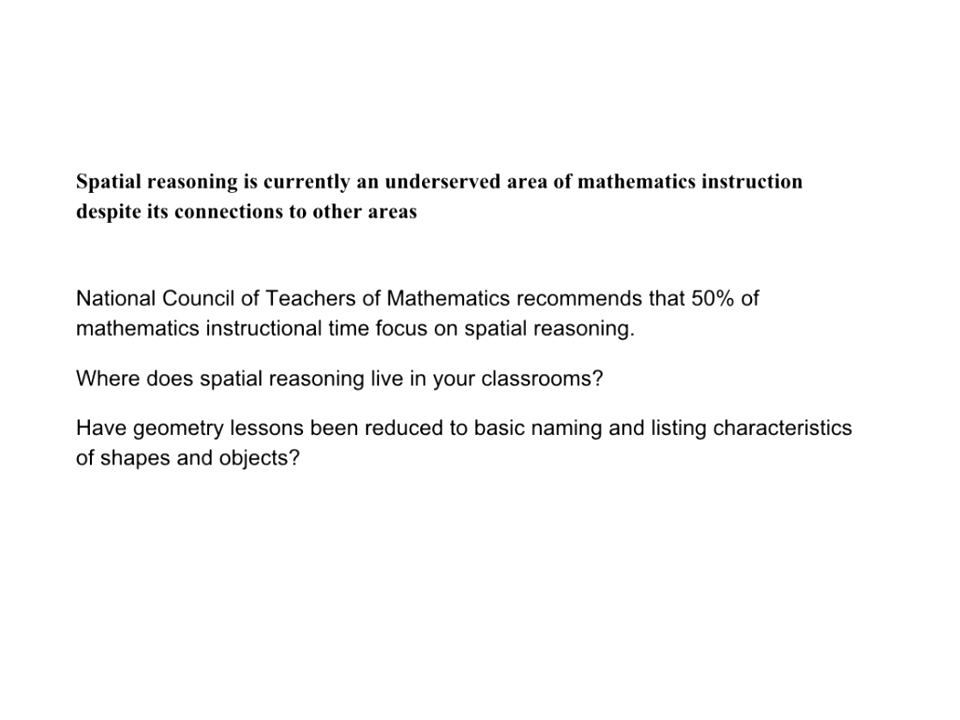 Spatial reasoning is currently an underserved area of mathematics instruction
despite its connections to other areas
National Council of Teachers of Mathematics recommends that 50% of
mathematics instructional time focus on spatial reasoning.
Where does spatial reasoning live in your classrooms?
Have geometry lessons been reduced to basic naming and listing characteristics
of shapes and objects?